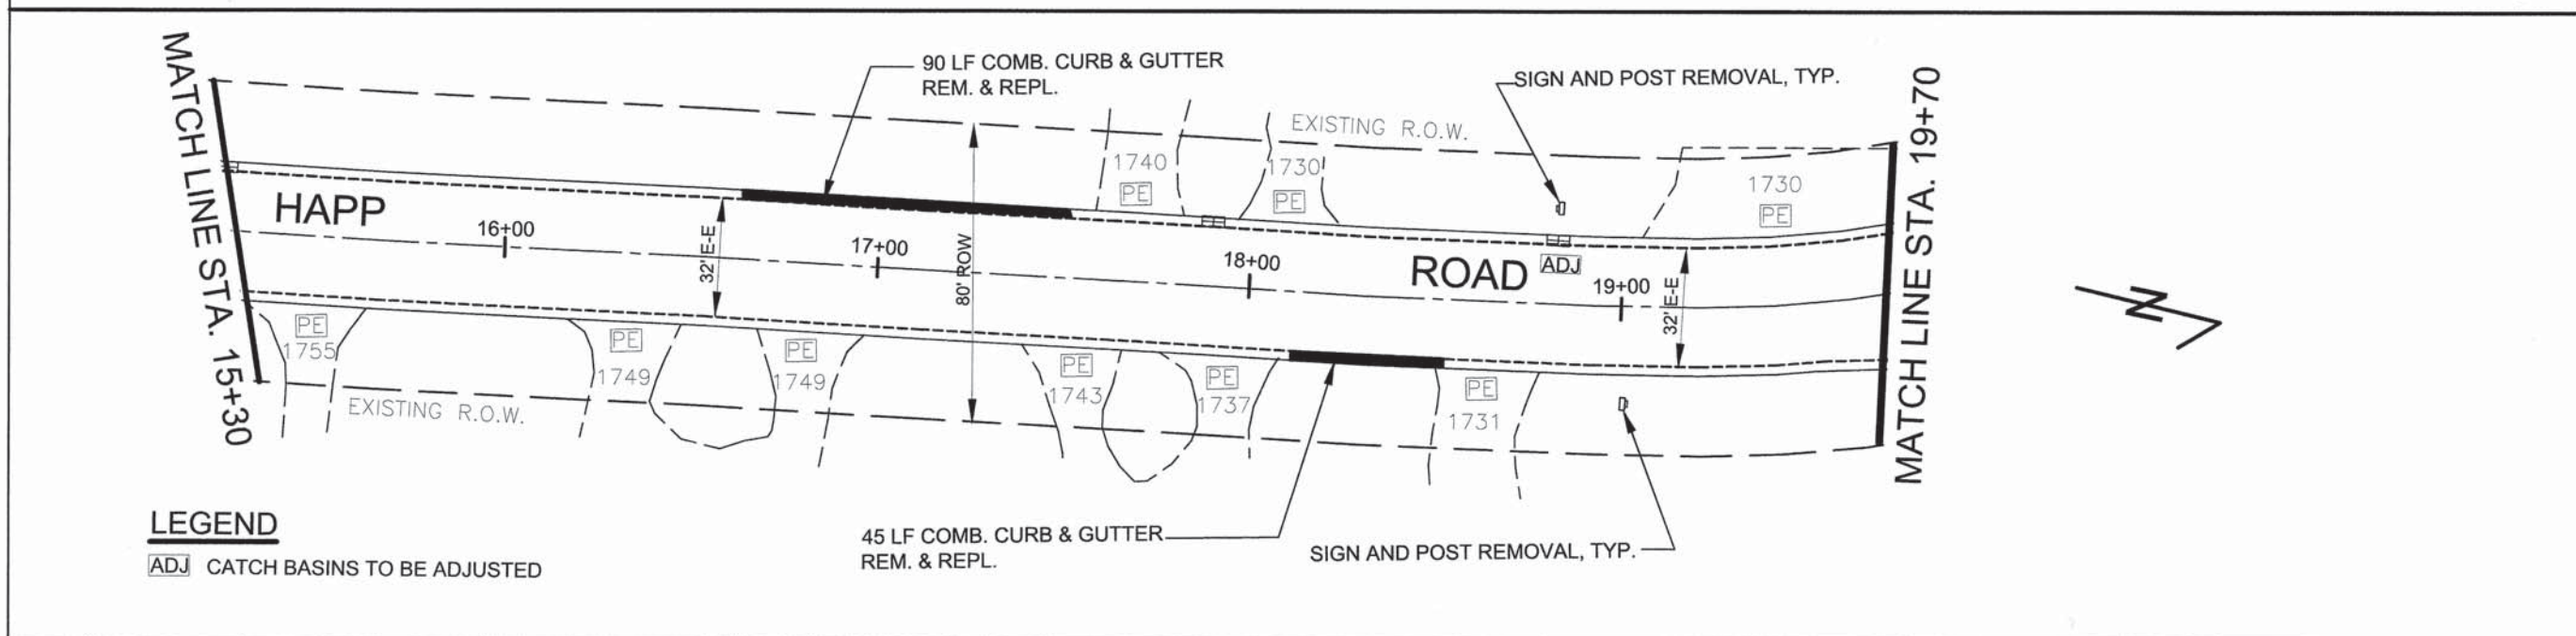 MATCH LINE STA. 15+30
90 LF COMB. CURB & GUTTER
REM. & REPL.
SIGN AND POST REMOVAL, TYP.
MATCH LINE STA. 19+70
EXISTING R.O.W.
1740
PE
1730
PE
1730
PE
HAPP
16+00
32' E-E
17+00
80' ROW
18+00
ROAD
ADJ
19+00
32' E-E
N
PE
1755
PE
1749
PE
1749
PE
1743
PE
1737
PE
1731
EXISTING R.O.W.
LEGEND
ADJ CATCH BASINS TO BE ADJUSTED
45 LF COMB. CURB & GUTTER
REM. & REPL.
SIGN AND POST REMOVAL, TYP.